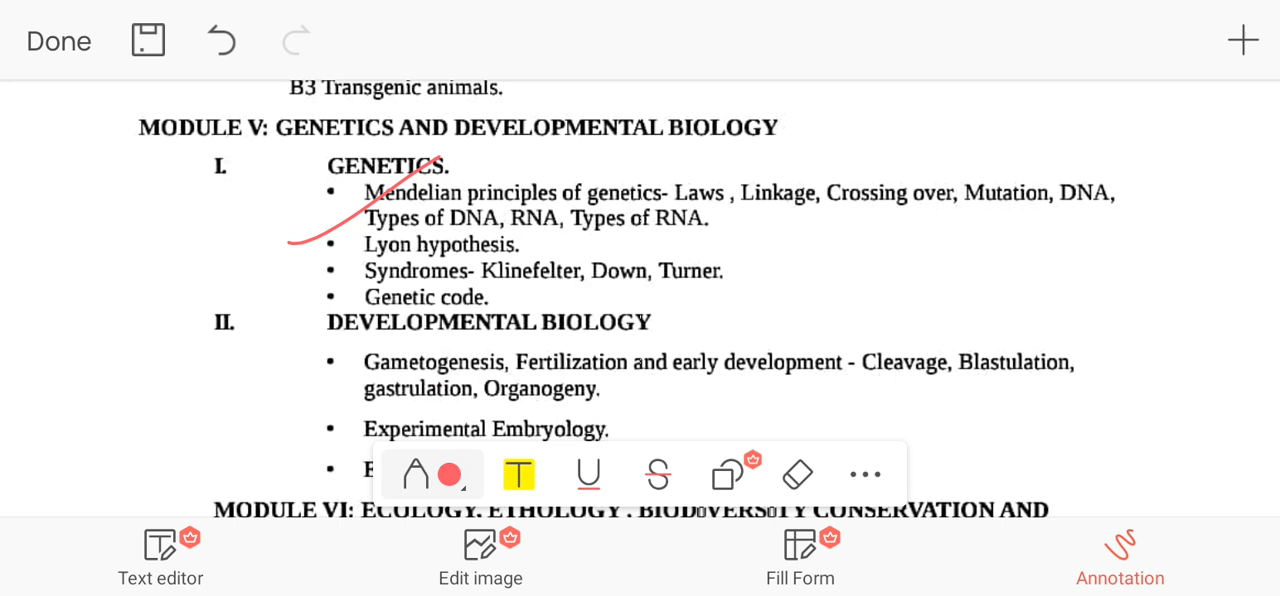 Done
B3 Transgenic animals.
MODULE V: GENETICS AND DEVELOPMENTAL BIOLOGY
I. GENETICS.
• Mendelian principles of genetics- Laws , Linkage, Crossing over, Mutation, DNA,
Types of DNA, RNA, Types of RNA.
• Lyon hypothesis.
• Syndromes- Klinefelter, Down, Turner.
• Genetic code.
II. DEVELOPMENTAL BIOLOGY
• Gametogenesis, Fertilization and early development - Cleavage, Blastulation,
gastrulation, Organogeny.
• Experimental Embryology.
•
MODULE VI: ECOLOGY, ETHOLOGY , BIODIVERSITY CONSERVATION AND
Text editor
Edit image
Fill Form
Annotation